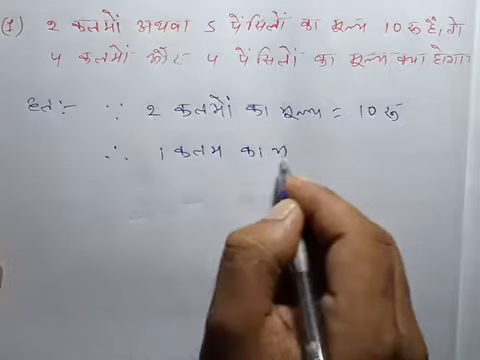 (1) 2 कलमों अथवा 5 पेंसिलों का मूल्य 10 रू है। तो
4 कलमों और 4 पेंसिलों का मूल्य क्या होगा?
हलः- ∵ 2 कलमों का मूल्य = 10 रू
∴ 1 कलम का म